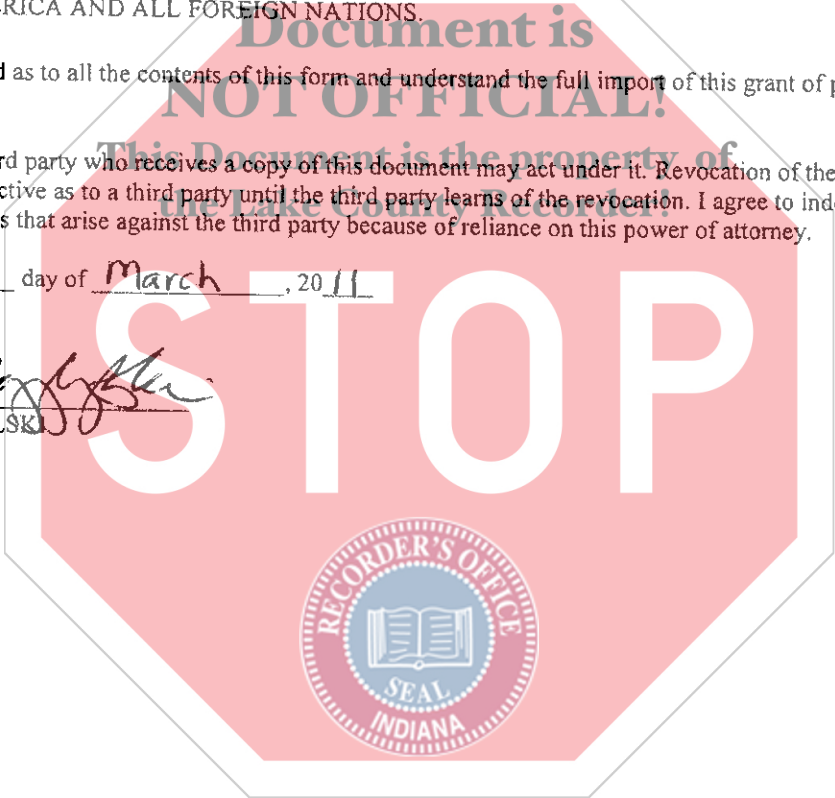 ERICA AND ALL FOREIGN NATIONS.
Document is
d as to all the contents of this form and understand the full import of this grant of p
NOT OFFICIAL!
This Document is the property of
rd party who receives a copy of this document may act under it. Revocation of the
ctive as to a third party until the third party learns of the revocation. I agree to inde
the Lake County Recorder!
s that arise against the third party because of reliance on this power of attorney.
day of March, 2011
STOP
SKI
RECORDER'S OFFICE
SEAL
INDIANA